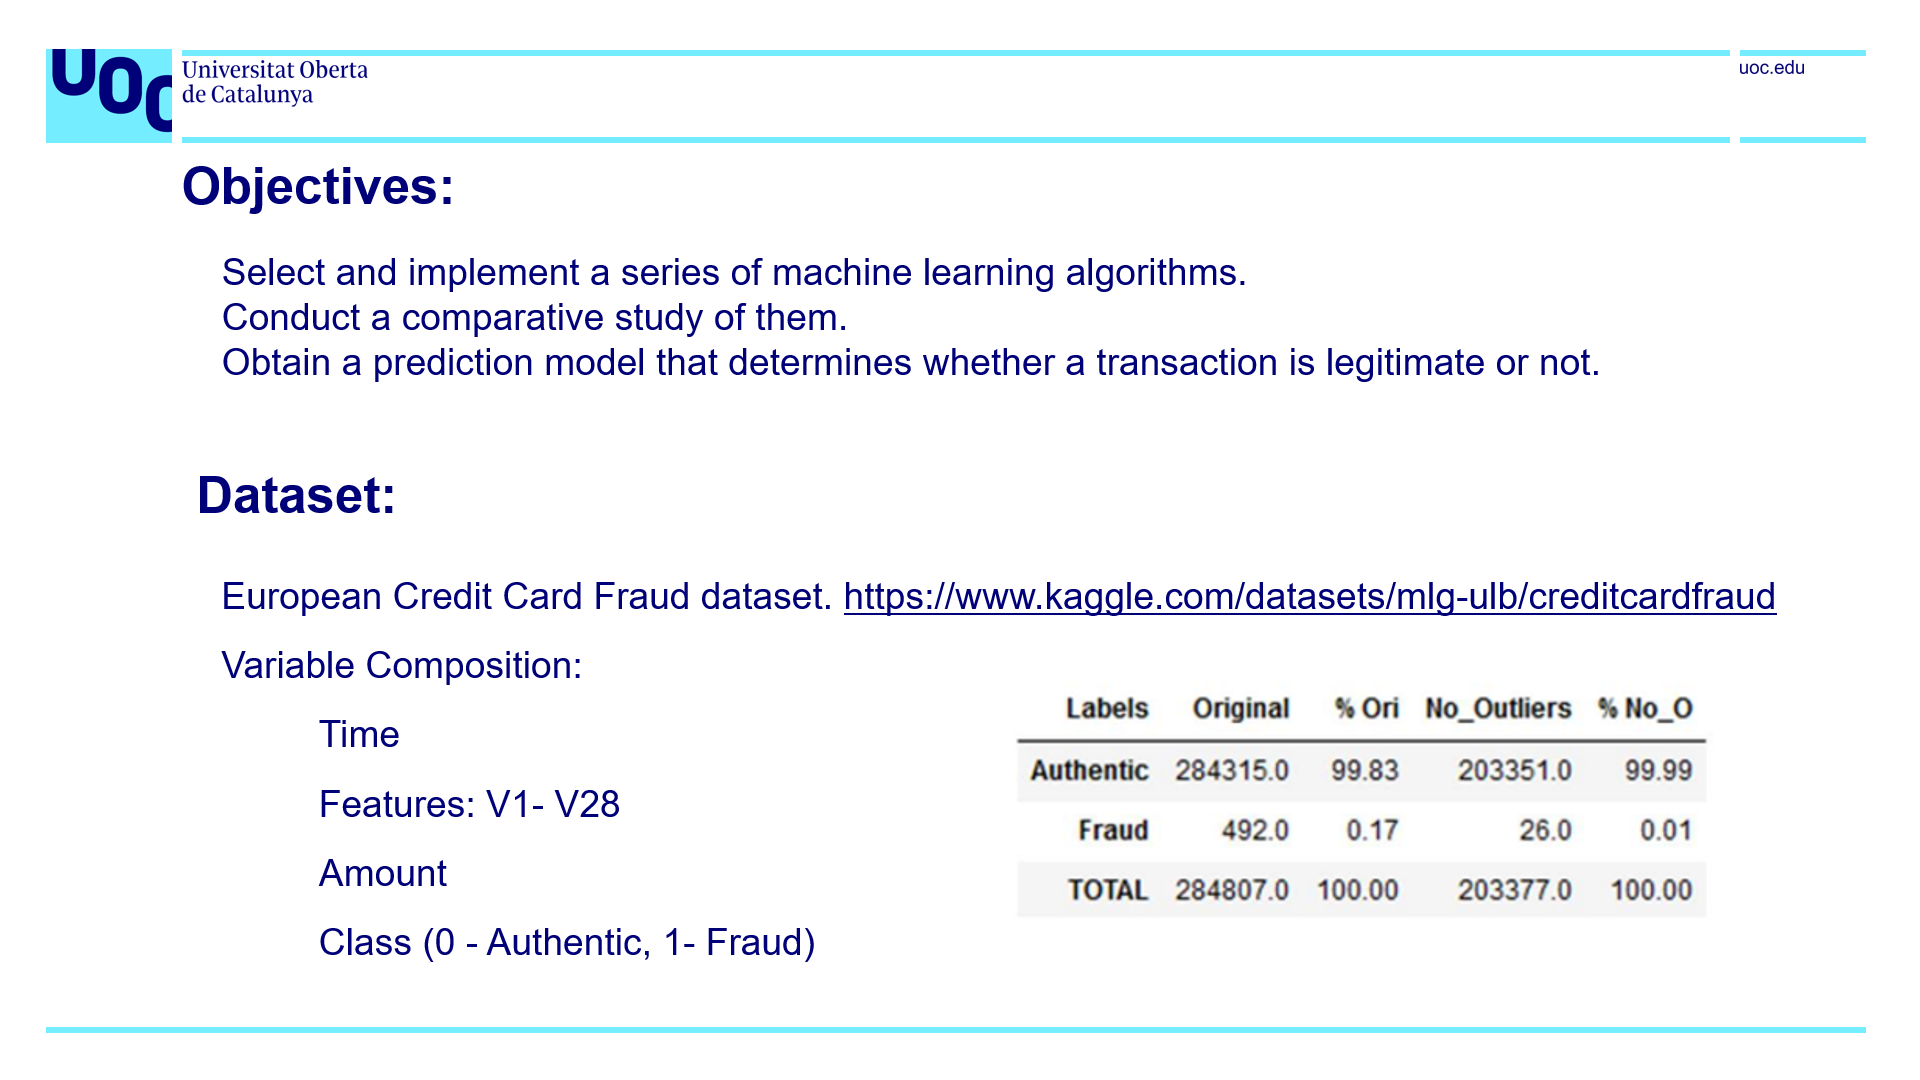 UOC
Universitat Oberta
de Catalunya
uoc.edu
Objectives:
Select and implement a series of machine learning algorithms.
Conduct a comparative study of them.
Obtain a prediction model that determines whether a transaction is legitimate or not.
Dataset:
European Credit Card Fraud dataset. https://www.kaggle.com/datasets/mlg-ulb/creditcardfraud
Variable Composition:
Time
Features: V1- V28
Amount
Class (0 - Authentic, 1- Fraud)
Labels Original % Ori No_Outliers % No_O
Authentic 284315.0 99.83 203351.0 99.99
Fraud 492.0 0.17 26.0 0.01
TOTAL 284807.0 100.00 203377.0 100.00